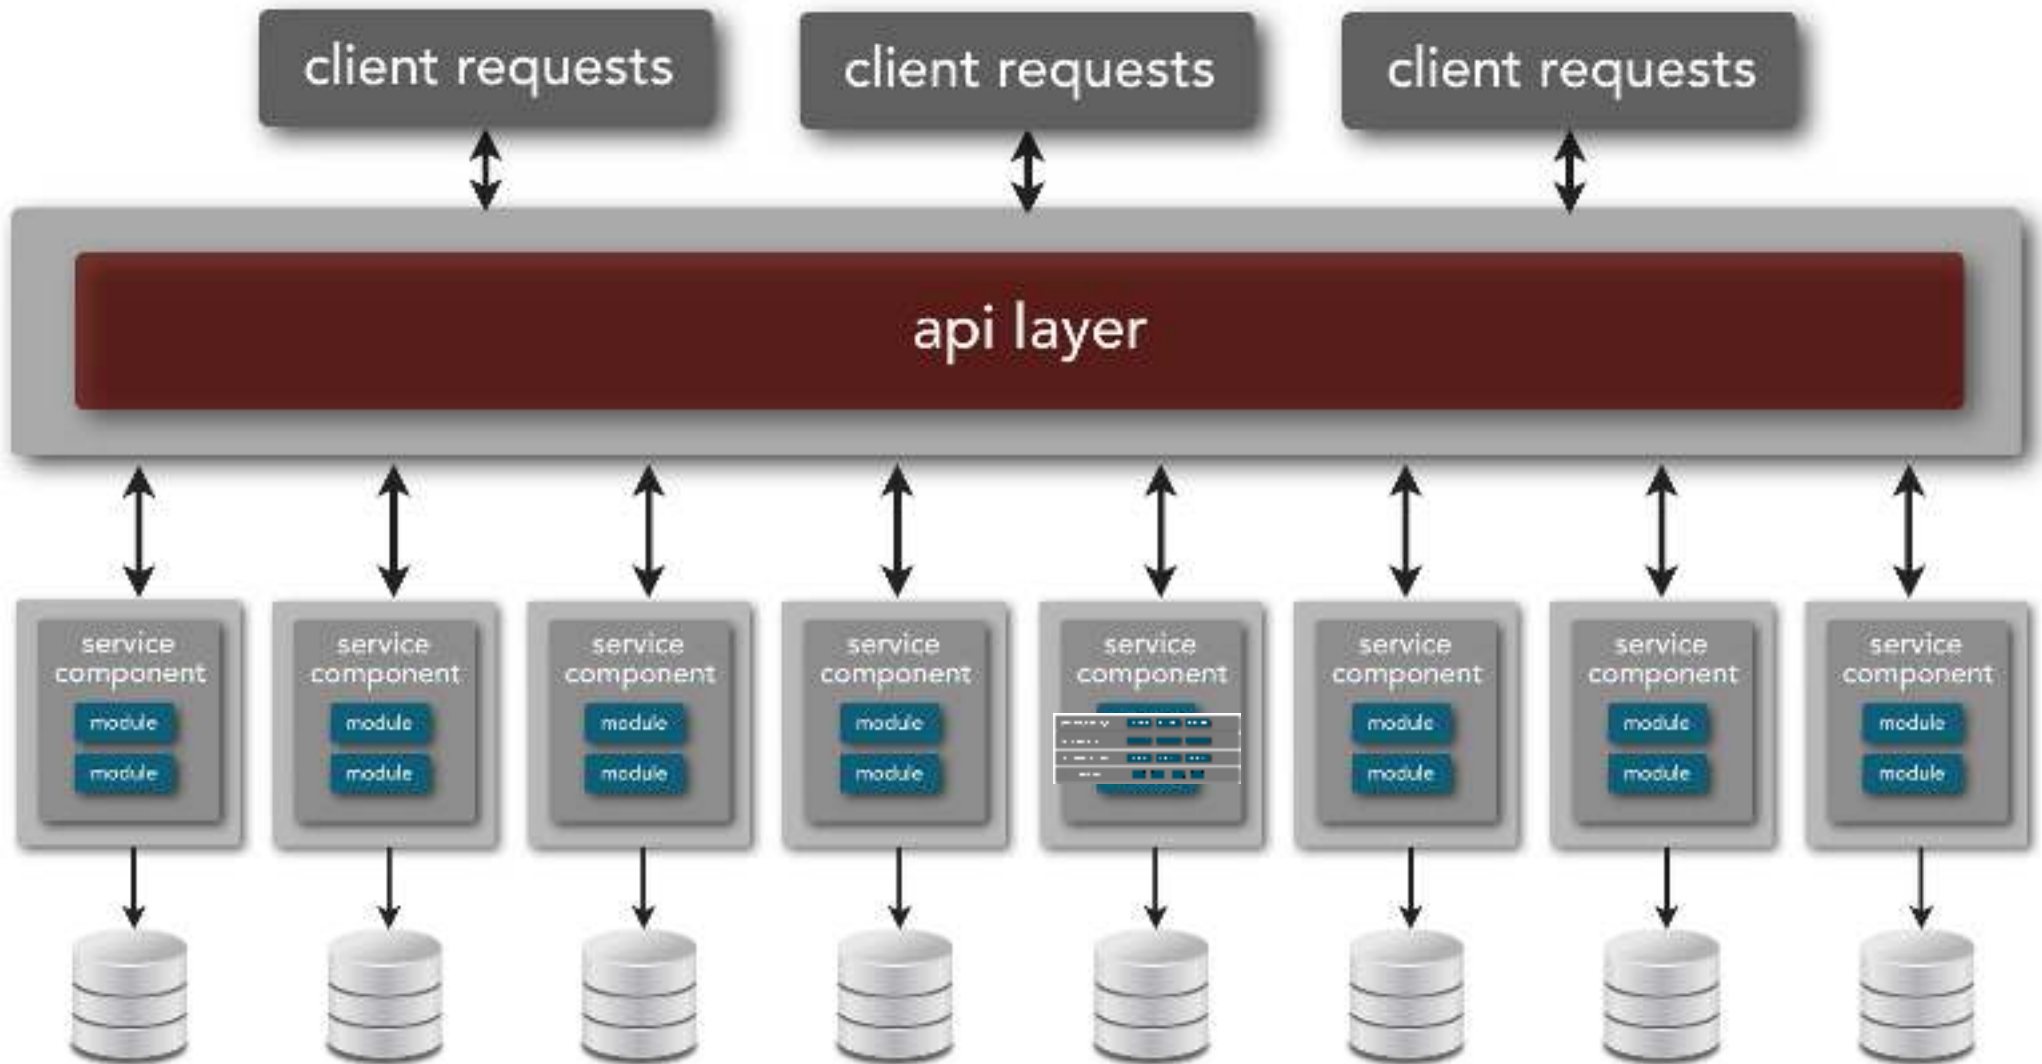 client requests
client requests
client requests
api layer
service
component
module
module
service
component
module
module
service
component
module
module
service
component
module
module
service
component
service
component
module
module
service
component
module
module
service
component
module
module